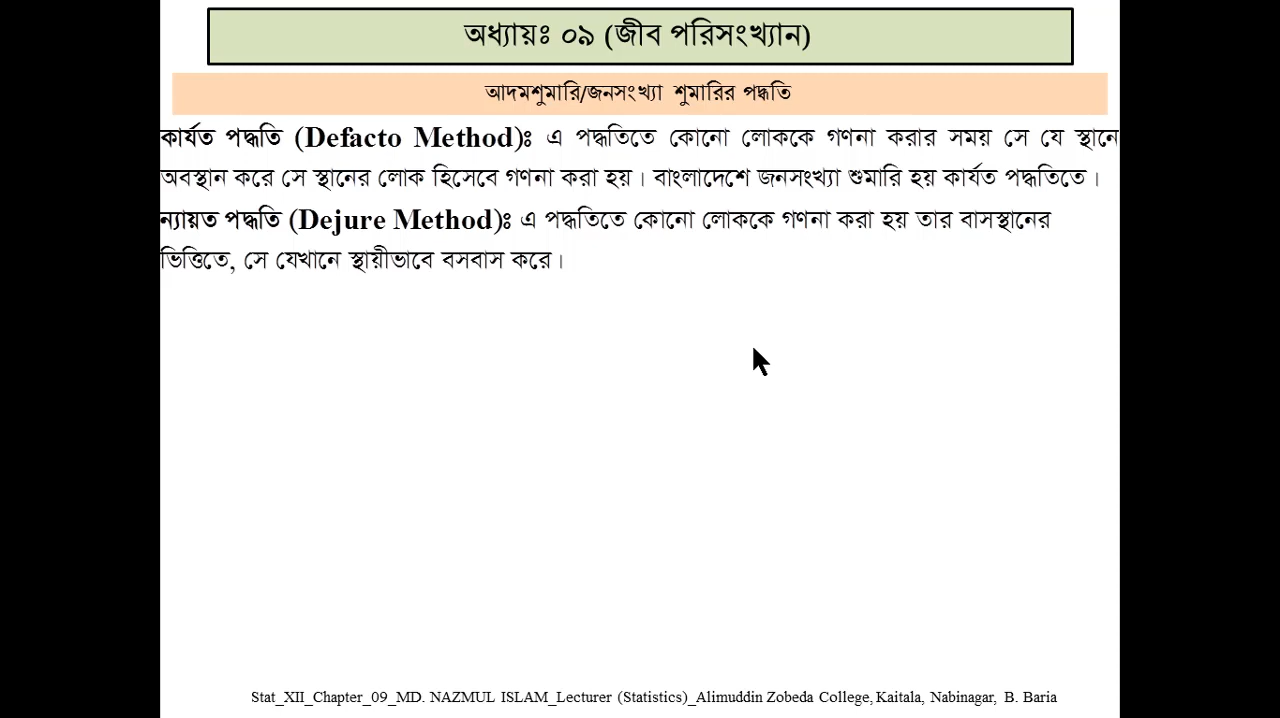 অধ্যায়ঃ ০৯ (জীব পরিসংখ্যান)
আদমশুমারি/জনসংখ্যা শুমারির পদ্ধতি
কার্যত পদ্ধতি (Defacto Method)ঃ এ পদ্ধতিতে কোনো লোককে গণনা করার সময় সে যে স্থানে
অবস্থান করে সে স্থানের লোক হিসেবে গণনা করা হয়। বাংলাদেশে জনসংখ্যা শুমারি হয় কার্যত পদ্ধতিতে।
ন্যায়ত পদ্ধতি (Dejure Method)ঃ এ পদ্ধতিতে কোনো লোককে গণনা করা হয় তার বাসস্থানের
ভিত্তিতে, সে যেখানে স্থায়ীভাবে বসবাস করে।
Stat_XII_Chapter_09_MD. NAZMUL ISLAM_Lecturer (Statistics)_Alimuddin Zobeda College, Kaitala, Nabinagar, B. Baria